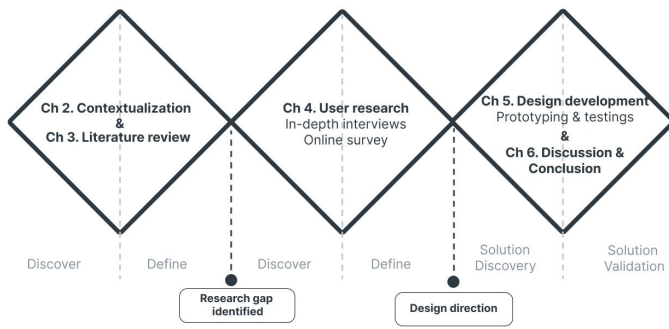 Ch 2. Contextualization
&
Ch 3. Literature review
Ch 4. User research
In-depth interviews
Online survey
Ch 5. Design development
Prototyping & testings
&
Ch 6. Discussion &
Conclusion
Discover
Define
Discover
Define
Solution
Discovery
Solution
Validation
Research gap
identified
Design direction